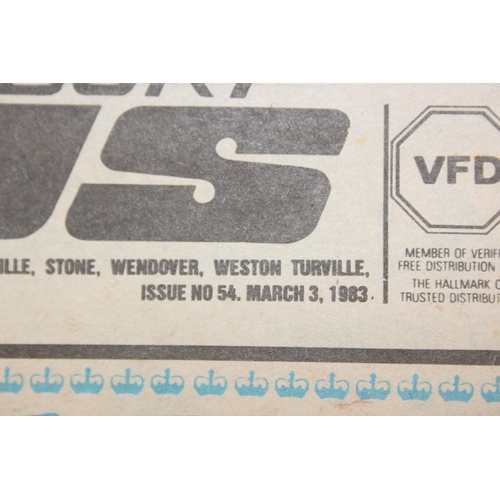 US
VFD
ILLE, STONE, WENDOVER, WESTON TURVILLE,
ISSUE NO 54. MARCH 3, 1983
MEMBER OF VERIFI
FREE DISTRIBUTION
THE HALLMARK O
TRUSTED DISTRIBUT